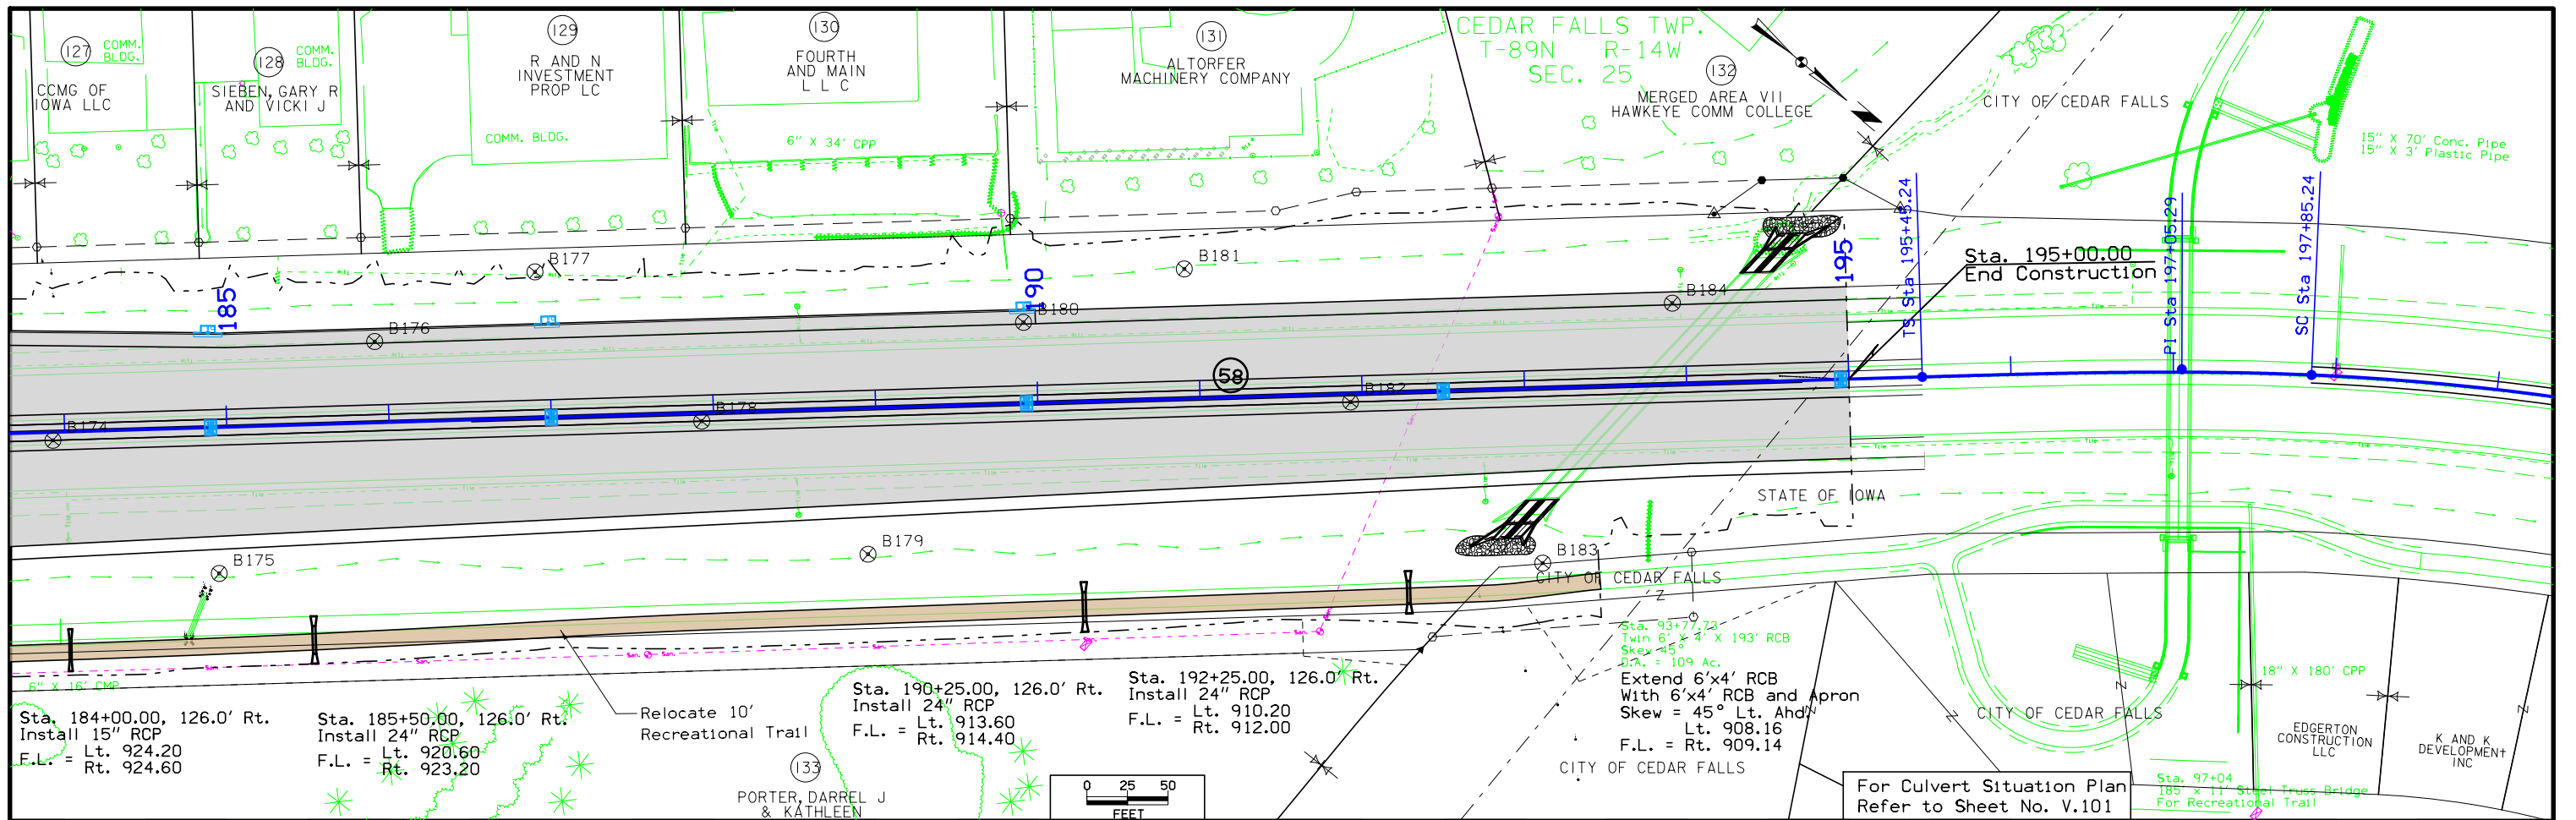 127
COMM.
BLDG.
CCMG OF
IOWA LLC
128
COMM.
BLDG.
SIEBEN, GARY R
AND VICKI J
129
R AND N
INVESTMENT
PROP LC
COMM. BLDG.
130
FOURTH
AND MAIN
L L C
6" X 34' CPP
131
ALTORFER
MACHINERY COMPANY
CEDAR FALLS TWP.
T-89N R-14W
SEC. 25
132
MERGED AREA VII
HAWKEYE COMM COLLEGE
CITY OF CEDAR FALLS
15" X 70' Conc. Pipe
15" X 3' Plastic Pipe
B177
B181
B184
B176
B180
185
190
195
TS Sta 195+45.24
PI Sta 197+05.29
SC Sta 197+85.24
Sta. 195+00.00
End Construction
58
B174
B178
B182
B175
B179
B183
STATE OF IOWA
CITY OF CEDAR FALLS
Sta. 93+77.73
Twin 6' X 4' X 193' RCB
Skew 45°
D.A. = 109 Ac.
Extend 6'x4' RCB
With 6'x4' RCB and Apron
Skew = 45° Lt. Ahd.
Lt. 908.16
F.L. = Rt. 909.14
CITY OF CEDAR FALLS
6" X 16' CMP
Sta. 184+00.00, 126.0' Rt.
Install 15" RCP
F.L. = Lt. 924.20
Rt. 924.60
Sta. 185+50.00, 126.0' Rt.
Install 24" RCP
F.L. = Lt. 920.60
Rt. 923.20
Relocate 10'
Recreational Trail
133
PORTER, DARREL J
& KATHLEEN
Sta. 190+25.00, 126.0' Rt.
Install 24" RCP
F.L. = Lt. 913.60
Rt. 914.40
Sta. 192+25.00, 126.0' Rt.
Install 24" RCP
F.L. = Lt. 910.20
Rt. 912.00
0 25 50
FEET
18" X 180' CPP
CITY OF CEDAR FALLS
EDGERTON
CONSTRUCTION
LLC
K AND K
DEVELOPMENT
INC
For Culvert Situation Plan
Refer to Sheet No. V.101
Sta. 97+04
185' x 11' Steel Truss Bridge
For Recreational Trail